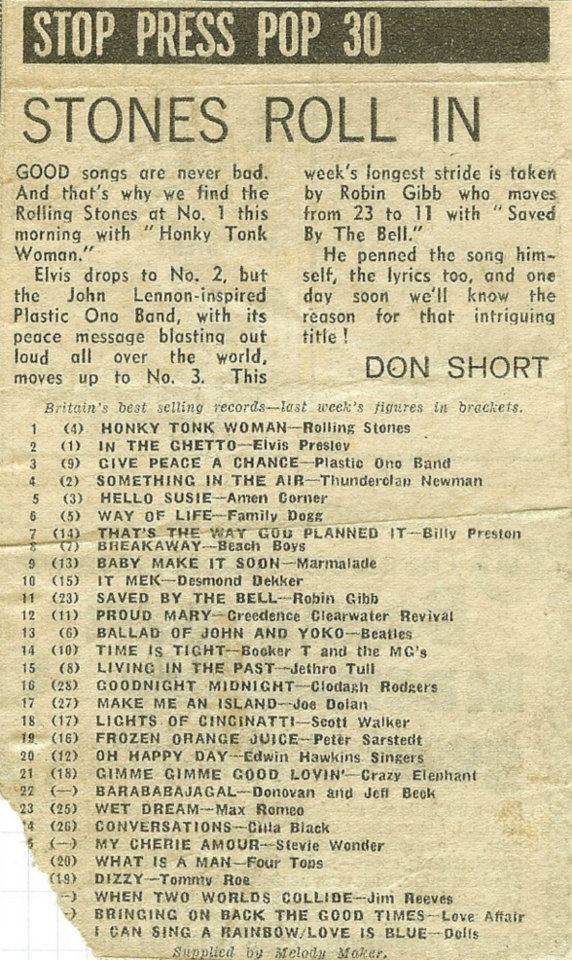 STOP PRESS POP 30
STONES ROLL IN
GOOD songs are never bad.
And that's why we find the
Rolling Stones at No. 1 this
morning with "Honky Tonk
Woman."
Elvis drops to No. 2, but
the John Lennon-inspired
Plastic Ono Band, with its
peace message blasting out
loud all over the world,
moves up to No. 3. This
week's longest stride is taken
by Robin Gibb who moves
from 23 to 11 with "Saved
By The Bell."
He penned the song him-
self, the lyrics too, and one
day soon we'll know the
reason for that intriguing
title!
DON SHORT
Britain's best selling records—last week's figures in brackets.
1 (4) HONKY TONK WOMAN—Rolling Stones
2 (1) IN THE GHETTO—Elvis Presley
3 (9) GIVE PEACE A CHANCE—Plastic Ono Band
4 (2) SOMETHING IN THE AIR—Thunderclan Newman
5 (3) HELLO SUSIE—Amen Corner
6 (5) WAY OF LIFE—Family Dogg
7 (14) THAT'S THE WAY GOD PLANNED IT—Billy Preston
8 (7) BREAKAWAY—Beach Boys
9 (13) BABY MAKE IT SOON—Marmalade
10 (15) IT MEK—Desmond Dekker
11 (23) SAVED BY THE BELL—Robin Gibb
12 (11) PROUD MARY—Creedence Clearwater Revival
13 (6) BALLAD OF JOHN AND YOKO—Beatles
14 (10) TIME IS TIGHT—Booker T and the MG's
15 (8) LIVING IN THE PAST—Jethro Tull
16 (28) GOODNIGHT MIDNIGHT—Clodagh Rodgers
17 (27) MAKE ME AN ISLAND—Joe Dolan
18 (17) LIGHTS OF CINCINATTI—Scott Walker
19 (16) FROZEN ORANGE JUICE—Peter Sarstedt
20 (12) OH HAPPY DAY—Edwin Hawkins Singers
21 (18) GIMME GIMME GOOD LOVIN'—Crazy Elephant
22 (—) BARABABAJAGAL—Donovan and Jeff Beck
23 (25) WET DREAM—Max Romeo
4 (26) CONVERSATIONS—Cilla Black
5 (—) MY CHERIE AMOUR—Stevie Wonder
(20) WHAT IS A MAN—Four Tops
(19) DIZZY—Tommy Roe
—) WHEN TWO WORLDS COLLIDE—Jim Reeves
—) BRINGING ON BACK THE GOOD TIMES—Love Affair
I CAN SING A RAINBOW/LOVE IS BLUE—Dells
Supplied by Melody Maker.